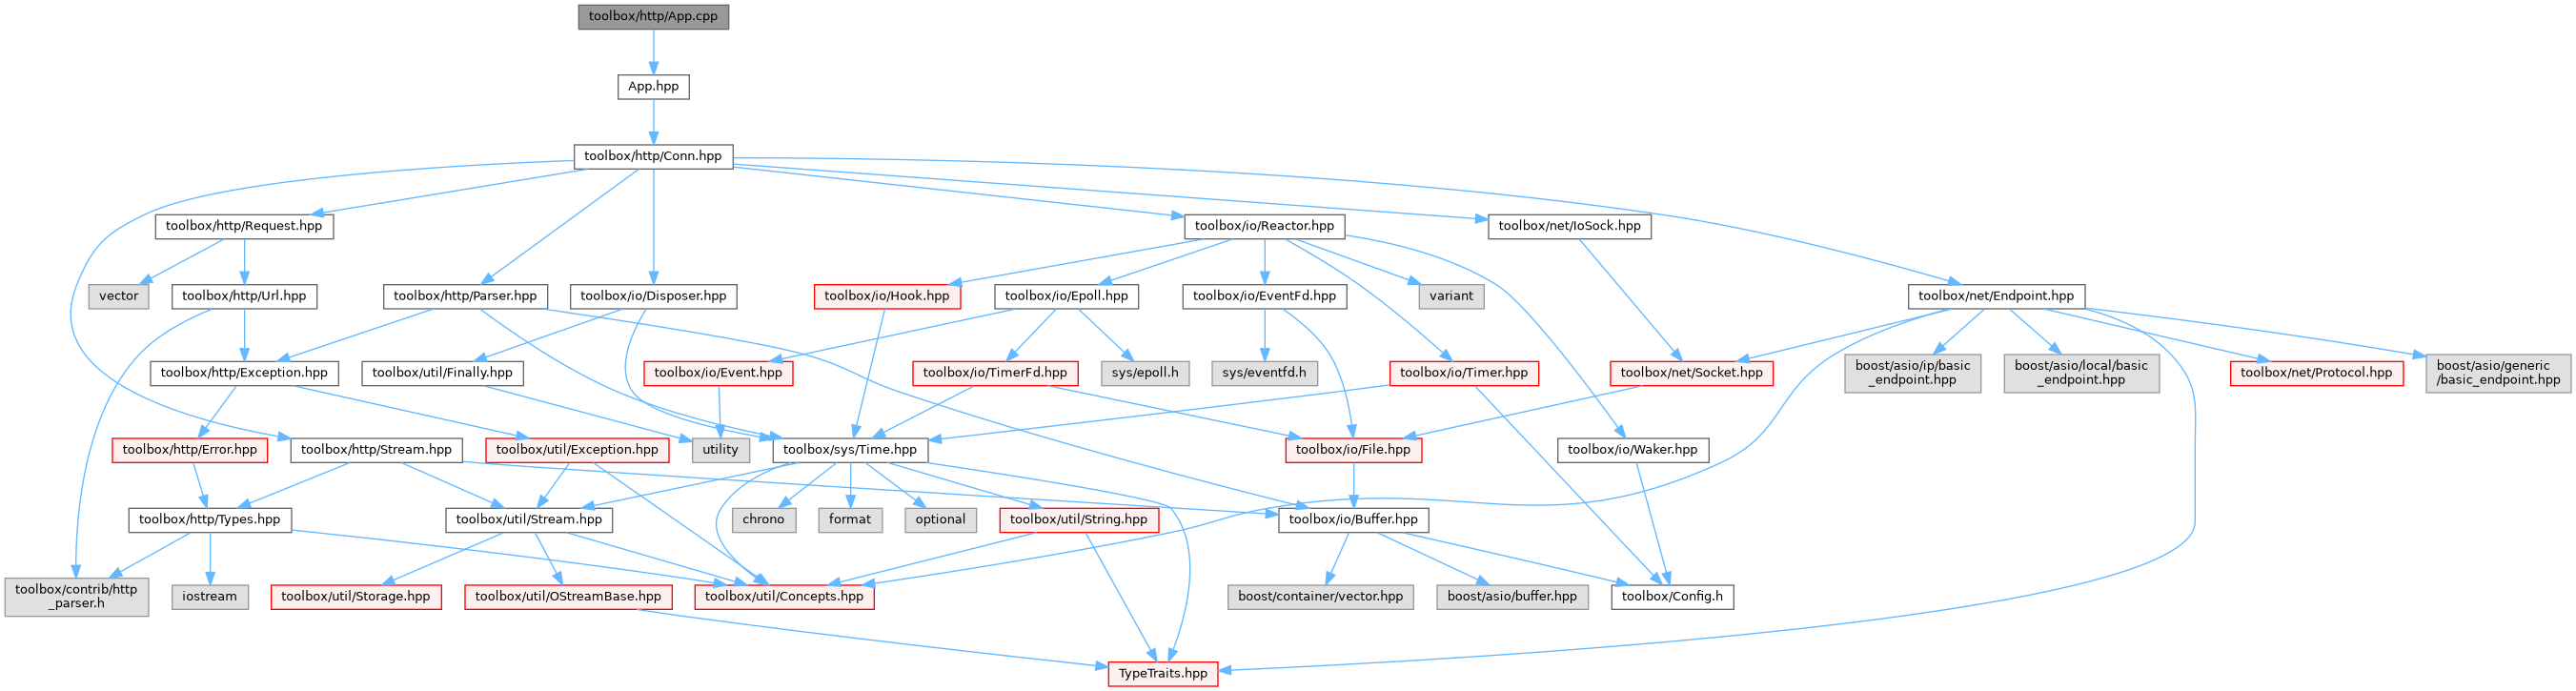 toolbox/http/App.cpp
App.hpp
toolbox/http/Conn.hpp
toolbox/http/Request.hpp
toolbox/io/Reactor.hpp
toolbox/net/IoSock.hpp
vector
toolbox/http/Url.hpp
toolbox/http/Parser.hpp
toolbox/io/Disposer.hpp
toolbox/io/Hook.hpp
toolbox/io/Epoll.hpp
toolbox/io/EventFd.hpp
variant
toolbox/net/Endpoint.hpp
toolbox/http/Exception.hpp
toolbox/util/Finally.hpp
toolbox/io/Event.hpp
toolbox/io/TimerFd.hpp
sys/epoll.h
sys/eventfd.h
toolbox/io/Timer.hpp
toolbox/net/Socket.hpp
boost/asio/ip/basic
_endpoint.hpp
boost/asio/local/basic
_endpoint.hpp
toolbox/net/Protocol.hpp
boost/asio/generic
/basic_endpoint.hpp
toolbox/http/Error.hpp
toolbox/http/Stream.hpp
toolbox/util/Exception.hpp
utility
toolbox/sys/Time.hpp
toolbox/io/File.hpp
toolbox/io/Waker.hpp
toolbox/http/Types.hpp
toolbox/util/Stream.hpp
chrono
format
optional
toolbox/util/String.hpp
toolbox/io/Buffer.hpp
toolbox/contrib/http
_parser.h
iostream
toolbox/util/Storage.hpp
toolbox/util/OStreamBase.hpp
toolbox/util/Concepts.hpp
boost/container/vector.hpp
boost/asio/buffer.hpp
toolbox/Config.h
TypeTraits.hpp